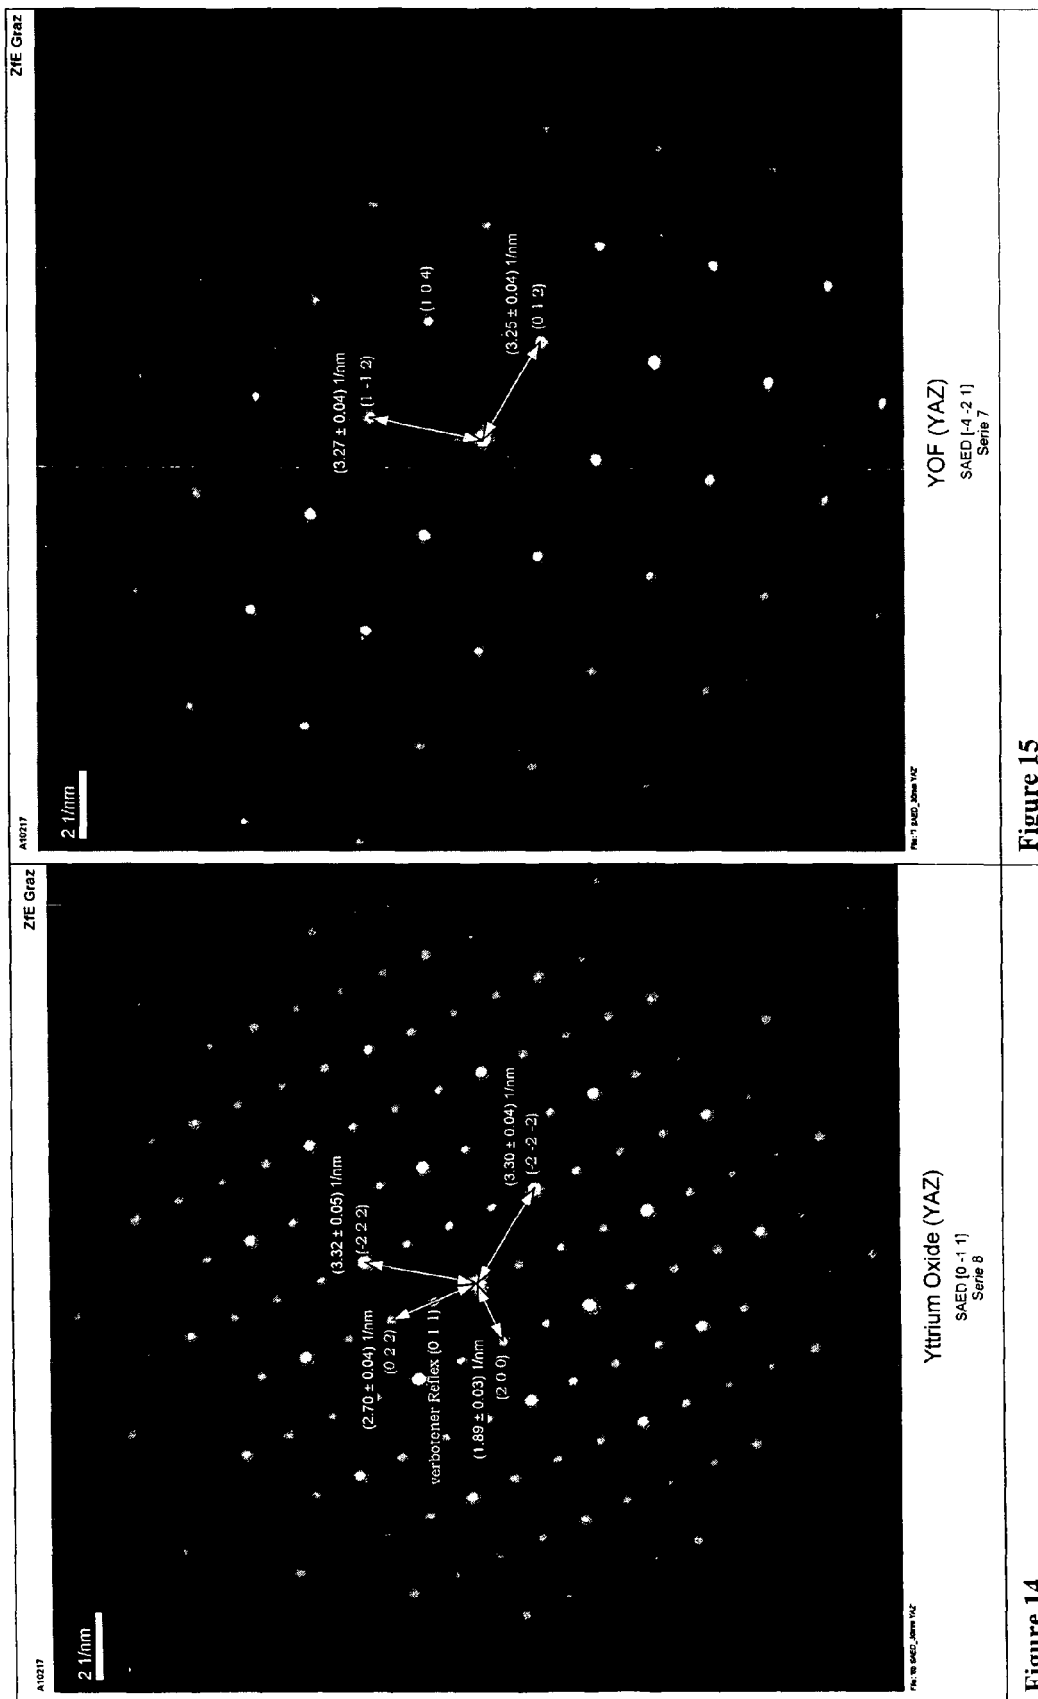 A10217
ZfE Graz
2 1/nm
(3.32 ± 0.05) 1/nm
(-2 2 2)
(2.70 ± 0.04) 1/nm
(0 2 2)
verbotener Reflex (0 1 1)
(3.30 ± 0.04) 1/nm
(-2 -2 -2)
(1.89 ± 0.03) 1/nm
(2 0 0)
Yttrium Oxide (YAZ)
SAED [0 -1 1]
Serie 8
Figure 14
A10217
ZfE Graz
2 1/nm
(3.27 ± 0.04) 1/nm
(1 -1 2)
(1 0 4)
(3.25 ± 0.04) 1/nm
(0 1 2)
YOF (YAZ)
SAED [-4 -2 1]
Serie 7
Figure 15